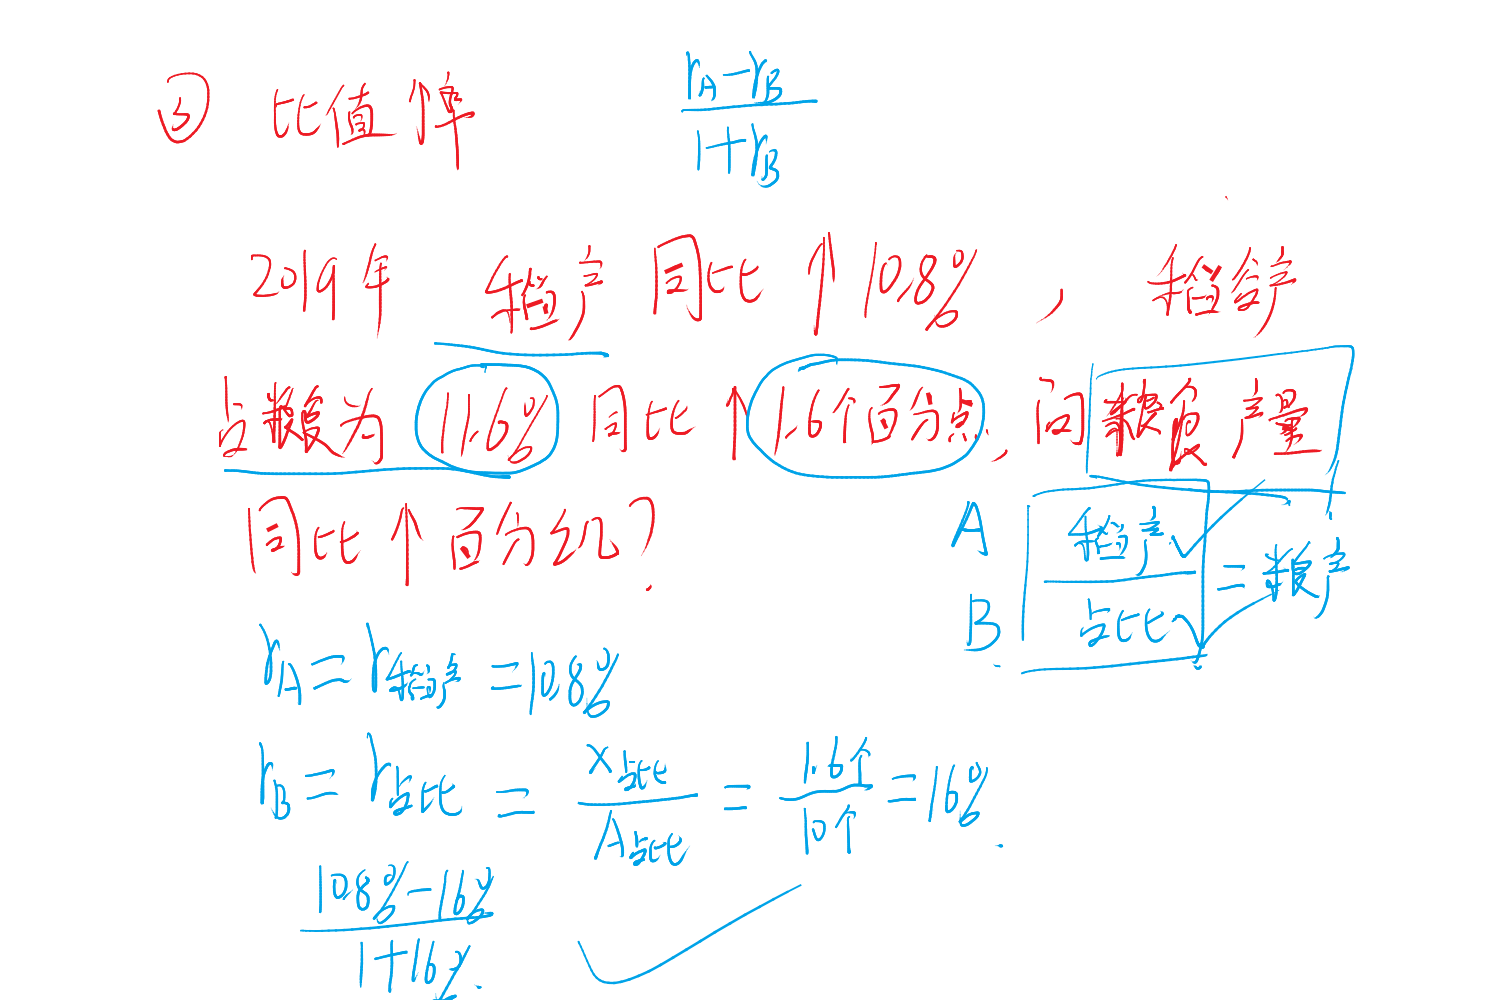 ③ 比值↑率
rA-rB
1+rB
2019年 稻产同比↑10.8%, 稻谷产
占粮食为 11.6% 同比↑1.6个百分点, 问粮食产量
同比↑百分几?
A 稻产
B 占比
=粮产
rA=r稻产=10.8%
rB=r占比=X占比/A占比=1.6个/10个=16%
10.8%-16%
1+16%